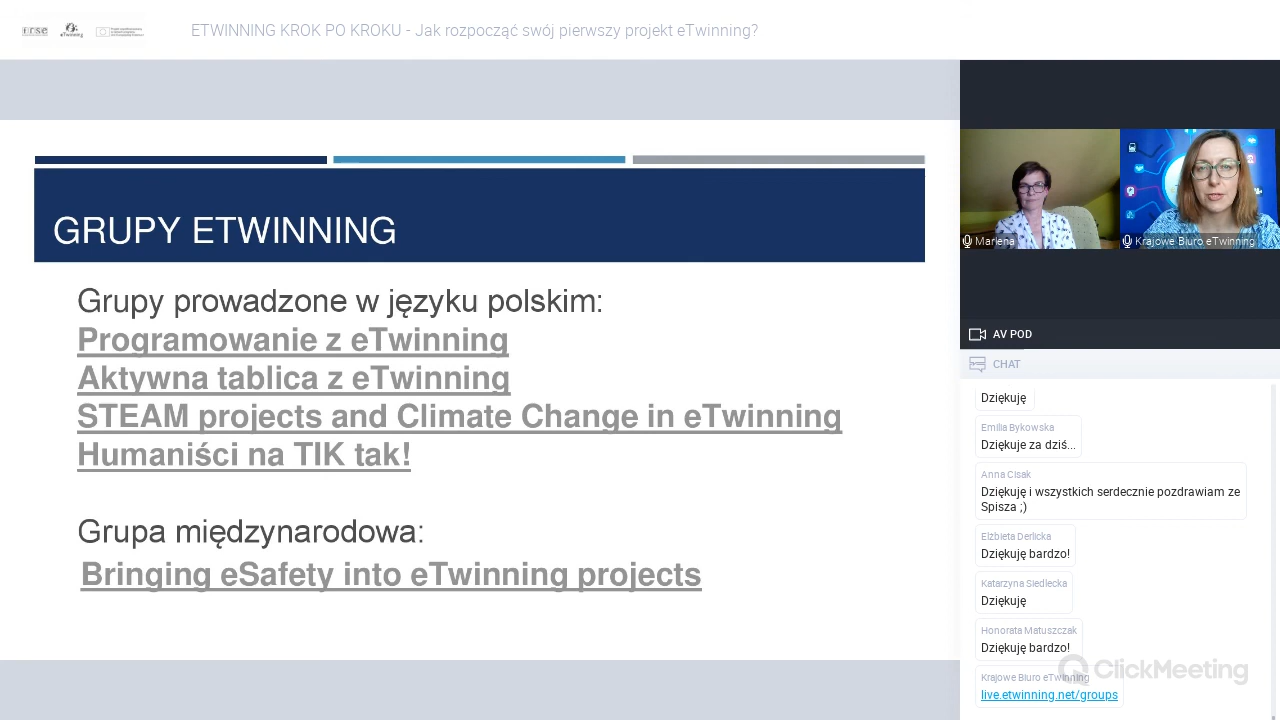 frse
eTwinning
ETWINNING KROK PO KROKU - Jak rozpocząć swój pierwszy projekt eTwinning?
GRUPY ETWINNING
Grupy prowadzone w języku polskim:
Programowanie z eTwinning
Aktywna tablica z eTwinning
STEAM projects and Climate Change in eTwinning
Humaniści na TIK tak!
Grupa międzynarodowa:
Bringing eSafety into eTwinning projects
Marlena
Krajowe Biuro eTwinning
AV POD
CHAT
Dziękuję
Emilia Bykowska
Dziękuje za dziś...
Anna Cisak
Dziękuję i wszystkich serdecznie pozdrawiam ze
Spisza ;)
Elżbieta Derlicka
Dziękuję bardzo!
Katarzyna Siedlecka
Dziękuję
Honorata Matuszczak
Dziękuję bardzo!
ClickMeeting
Krajowe Biuro eTwinning
live.etwinning.net/groups